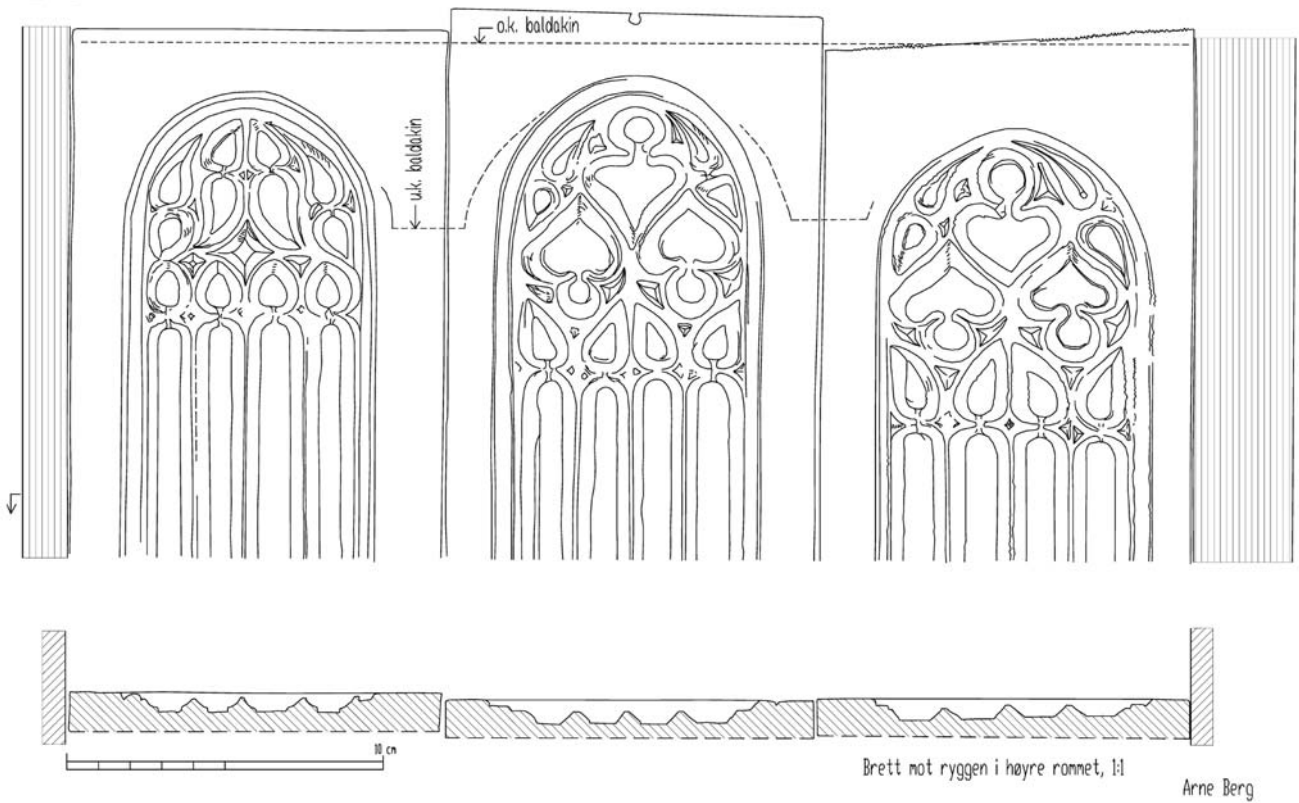 o.k. baldakin
u.k. baldakin
10 cm
Brett mot ryggen i høyre rommet, 1:1
Arne Berg